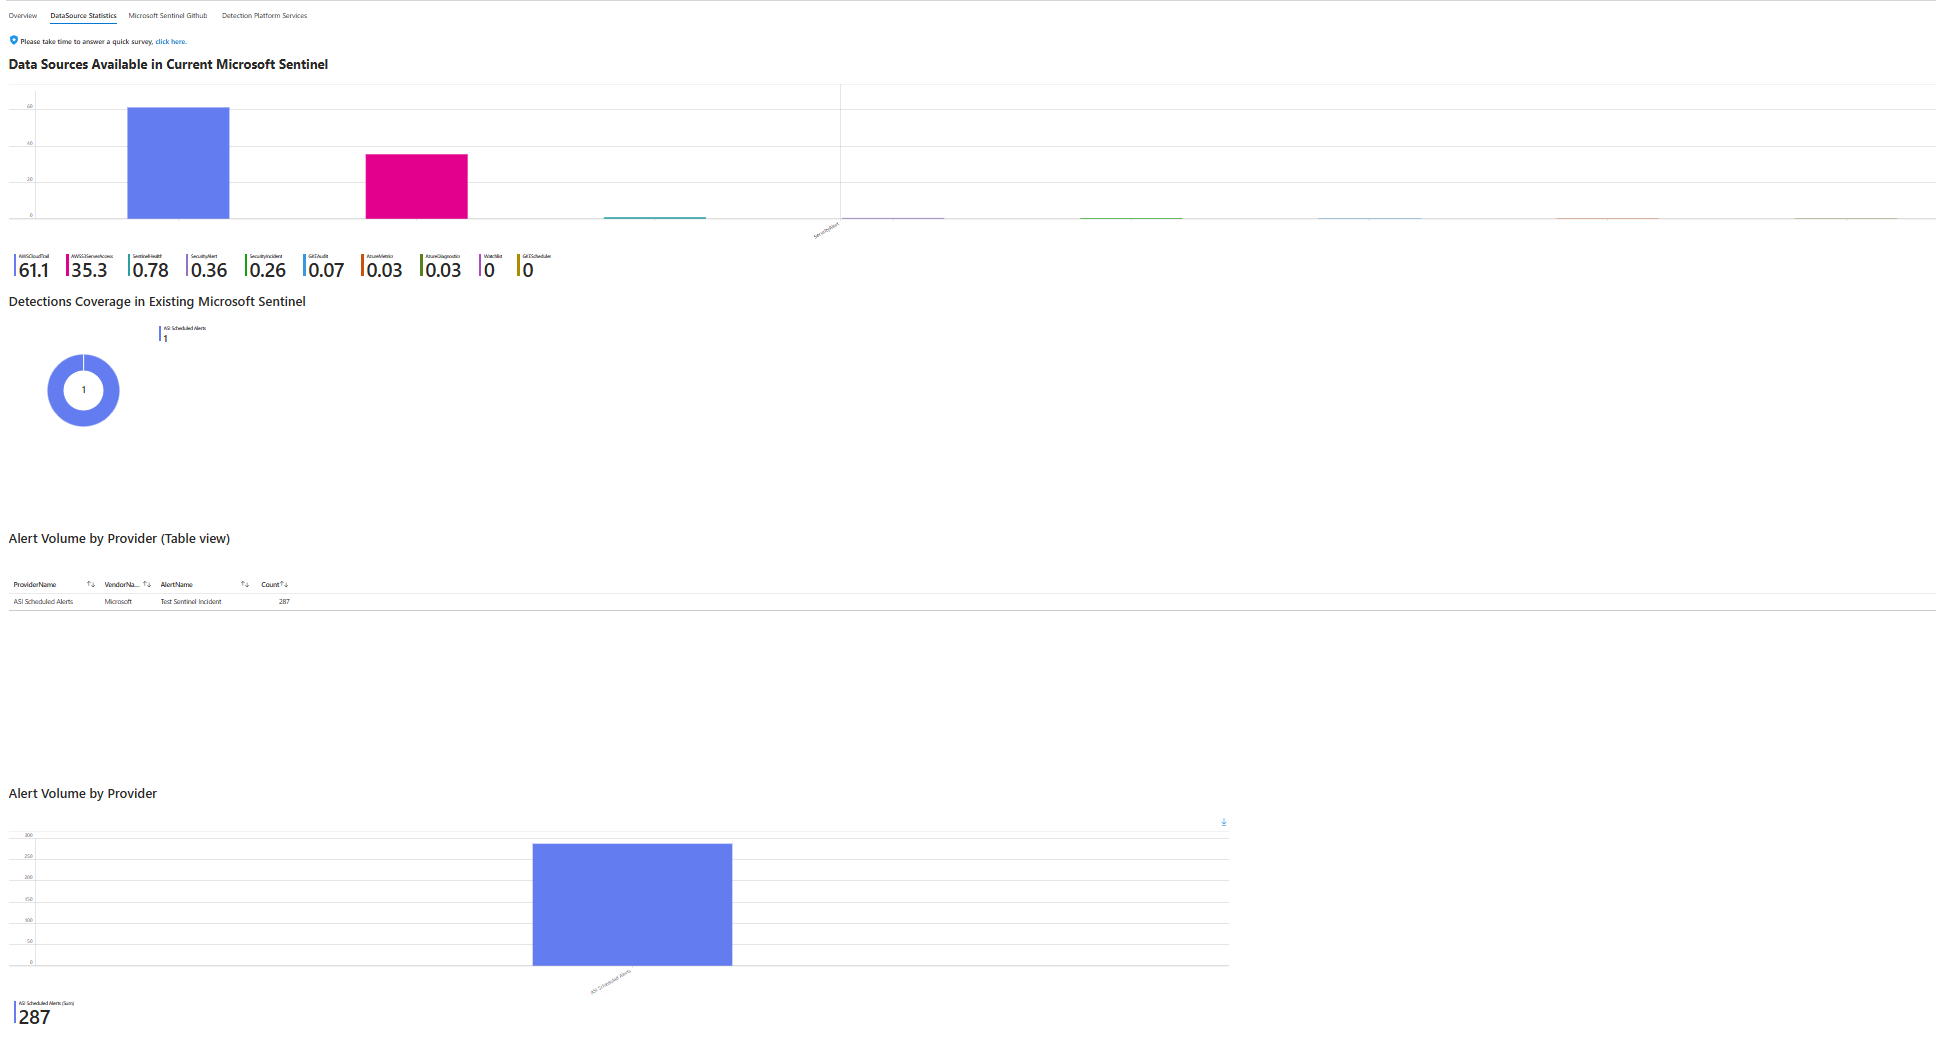 Overview DataSource Statistics Microsoft Sentinel Github Detection Platform Services
Please take time to answer a quick survey, click here.
Data Sources Available in Current Microsoft Sentinel
60
40
20
0
SecurityAlert
AWSCloudTrail AWSS3ServerAccess SentinelHealth SecurityAlert SecurityIncident GKEAudit AzureMetrics AzureDiagnostics Watchlist GKEScheduler
61.1 35.3 0.78 0.36 0.26 0.07 0.03 0.03 0 0
Detections Coverage in Existing Microsoft Sentinel
ASI Scheduled Alerts
1
1
Alert Volume by Provider (Table view)
ProviderName VendorNa... AlertName Count
ASI Scheduled Alerts Microsoft Test Sentinel Incident 287
Alert Volume by Provider
300
250
200
150
100
50
0
ASI Scheduled Alerts
ASI Scheduled Alerts (Sum)
287